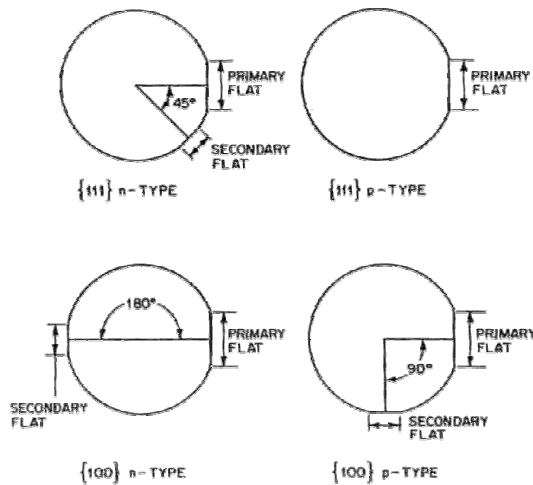 PRIMARY
FLAT
45°
SECONDARY
FLAT
{111} n-TYPE
PRIMARY
FLAT
{111} p-TYPE
180°
PRIMARY
FLAT
SECONDARY
FLAT
{100} n-TYPE
PRIMARY
FLAT
90°
SECONDARY
FLAT
{100} p-TYPE